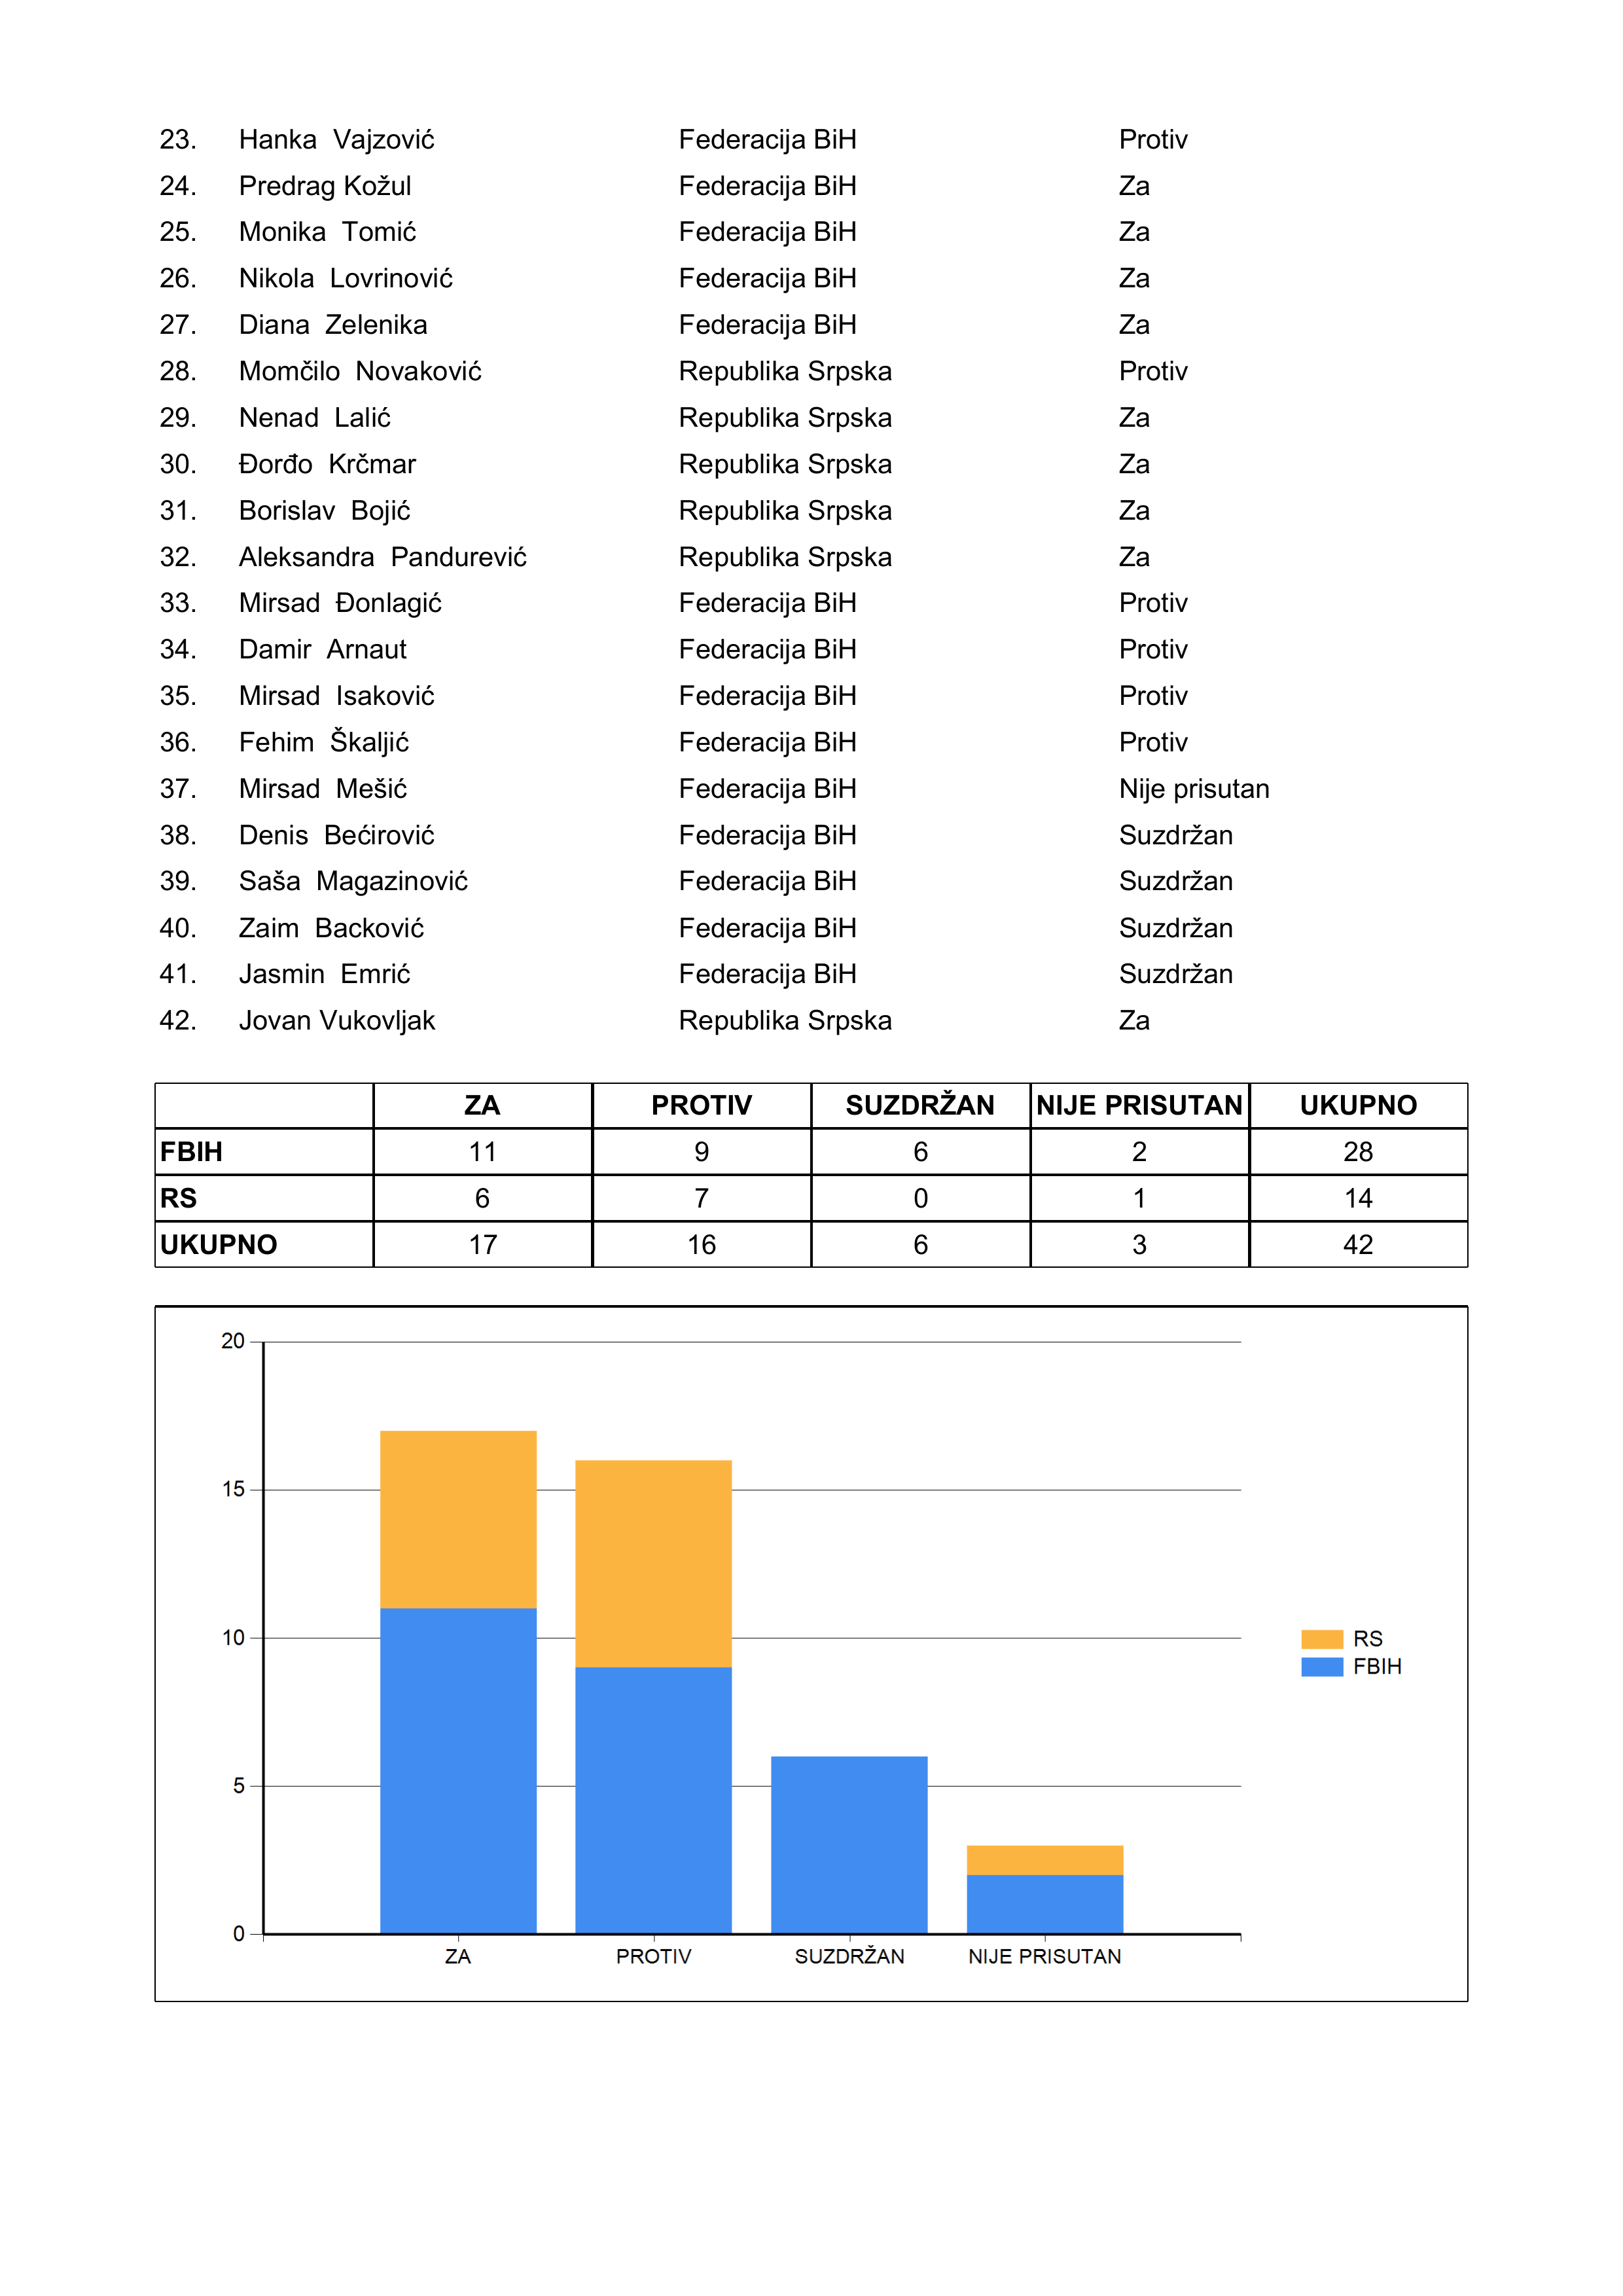 23. Hanka Vajzović Federacija BiH Protiv
24. Predrag Kožul Federacija BiH Za
25. Monika Tomić Federacija BiH Za
26. Nikola Lovrinović Federacija BiH Za
27. Diana Zelenika Federacija BiH Za
28. Momčilo Novaković Republika Srpska Protiv
29. Nenad Lalić Republika Srpska Za
30. Đorđo Krčmar Republika Srpska Za
31. Borislav Bojić Republika Srpska Za
32. Aleksandra Pandurević Republika Srpska Za
33. Mirsad Đonlagić Federacija BiH Protiv
34. Damir Arnaut Federacija BiH Protiv
35. Mirsad Isaković Federacija BiH Protiv
36. Fehim Škaljić Federacija BiH Protiv
37. Mirsad Mešić Federacija BiH Nije prisutan
38. Denis Bećirović Federacija BiH Suzdržan
39. Saša Magazinović Federacija BiH Suzdržan
40. Zaim Backović Federacija BiH Suzdržan
41. Jasmin Emrić Federacija BiH Suzdržan
42. Jovan Vukovljak Republika Srpska Za
ZA PROTIV SUZDRŽAN NIJE PRISUTAN UKUPNO
FBIH 11 9 6 2 28
RS 6 7 0 1 14
UKUPNO 17 16 6 3 42
20
15
10
5
0
ZA PROTIV SUZDRŽAN NIJE PRISUTAN
RS
FBIH